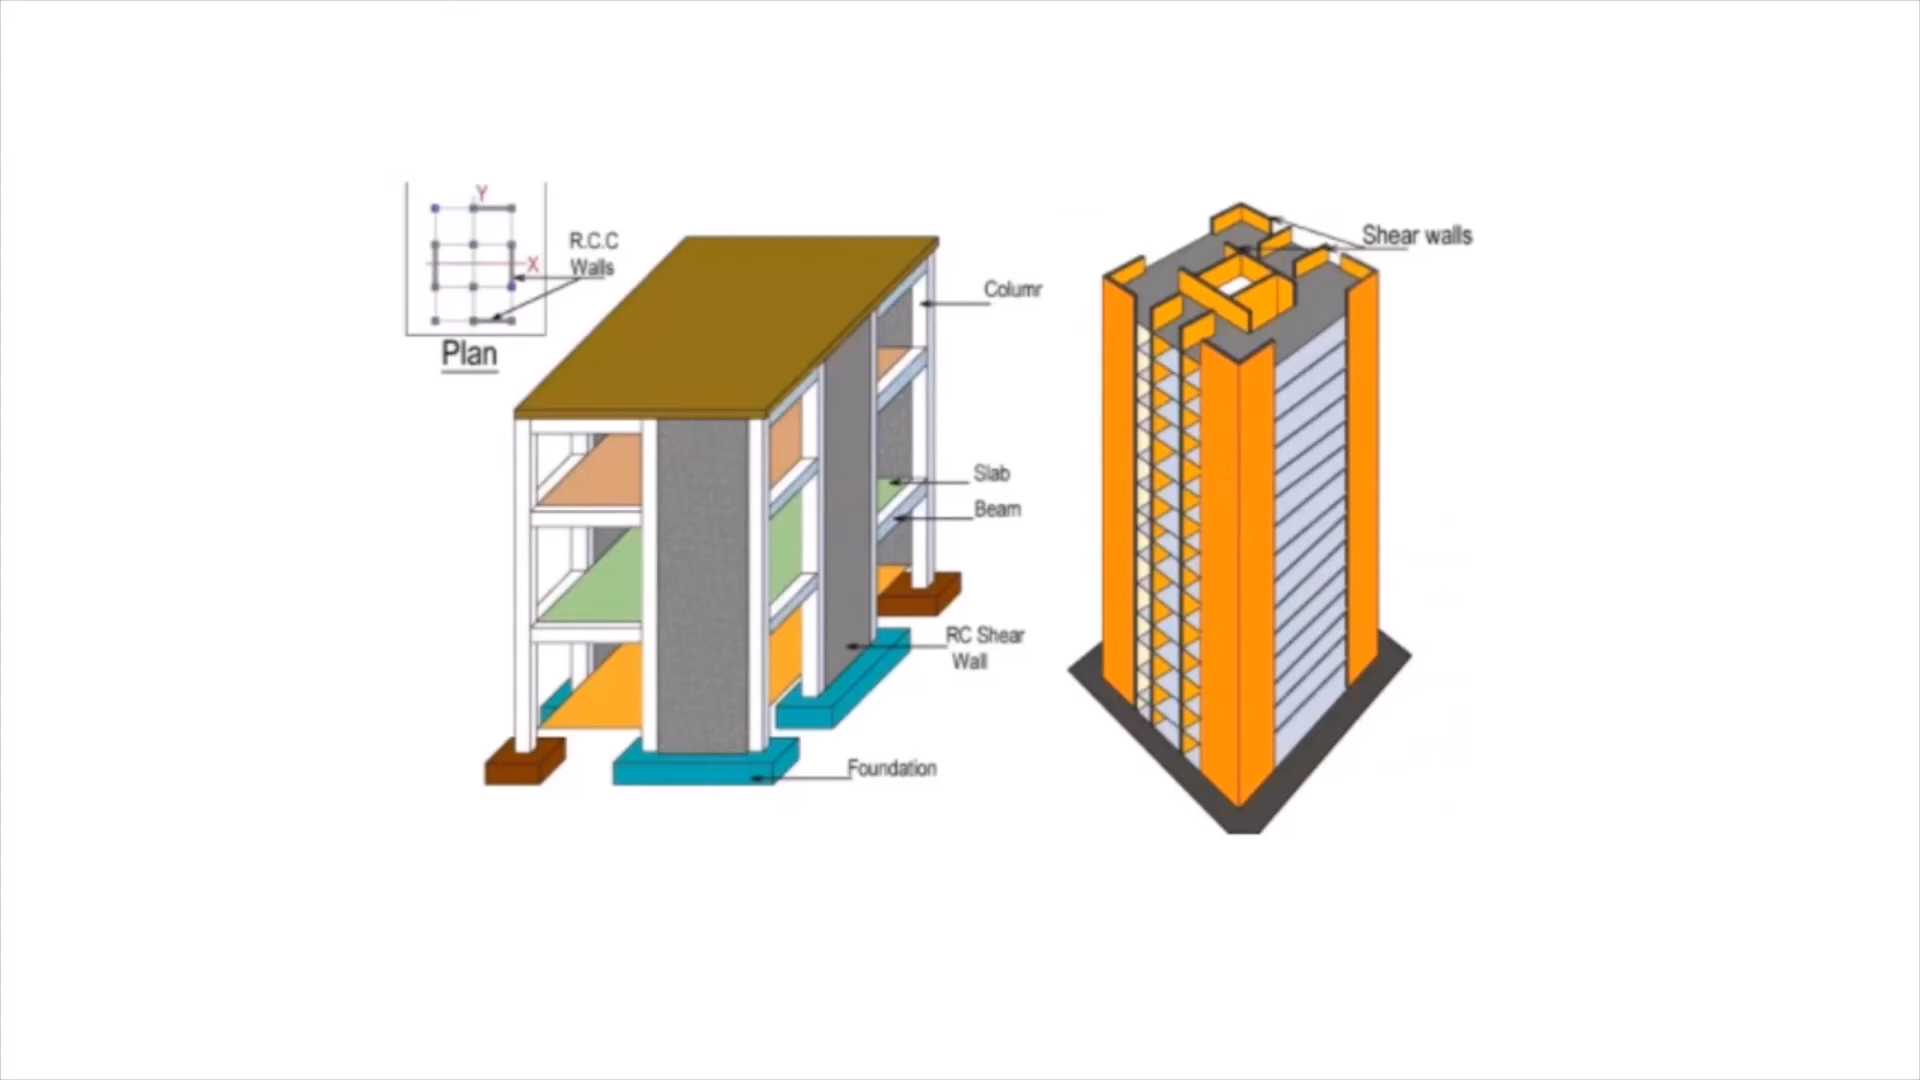 Y
X
R.C.C
Walls
Plan
Columr
Slab
Beam
RC Shear
Wall
Foundation
Shear walls